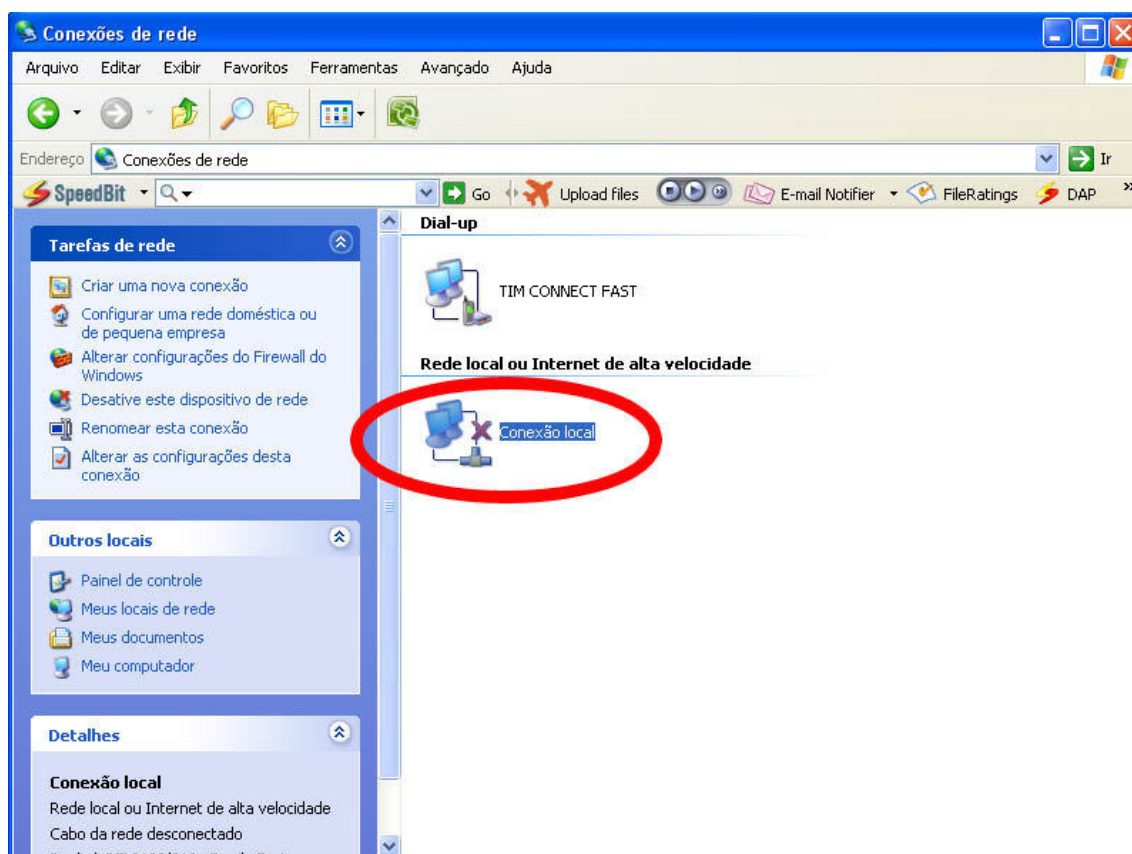 Conexões de rede
Arquivo Editar Exibir Favoritos Ferramentas Avançado Ajuda
Endereço Conexões de rede Ir
SpeedBit Go Upload files E-mail Notifier FileRatings DAP »
Tarefas de rede
Criar uma nova conexão
Configurar uma rede doméstica ou
de pequena empresa
Alterar configurações do Firewall do
Windows
Desative este dispositivo de rede
Renomear esta conexão
Alterar as configurações desta
conexão
Outros locais
Painel de controle
Meus locais de rede
Meus documentos
Meu computador
Detalhes
Conexão local
Rede local ou Internet de alta velocidade
Cabo da rede desconectado
Dial-up
TIM CONNECT FAST
Rede local ou Internet de alta velocidade
Conexão local